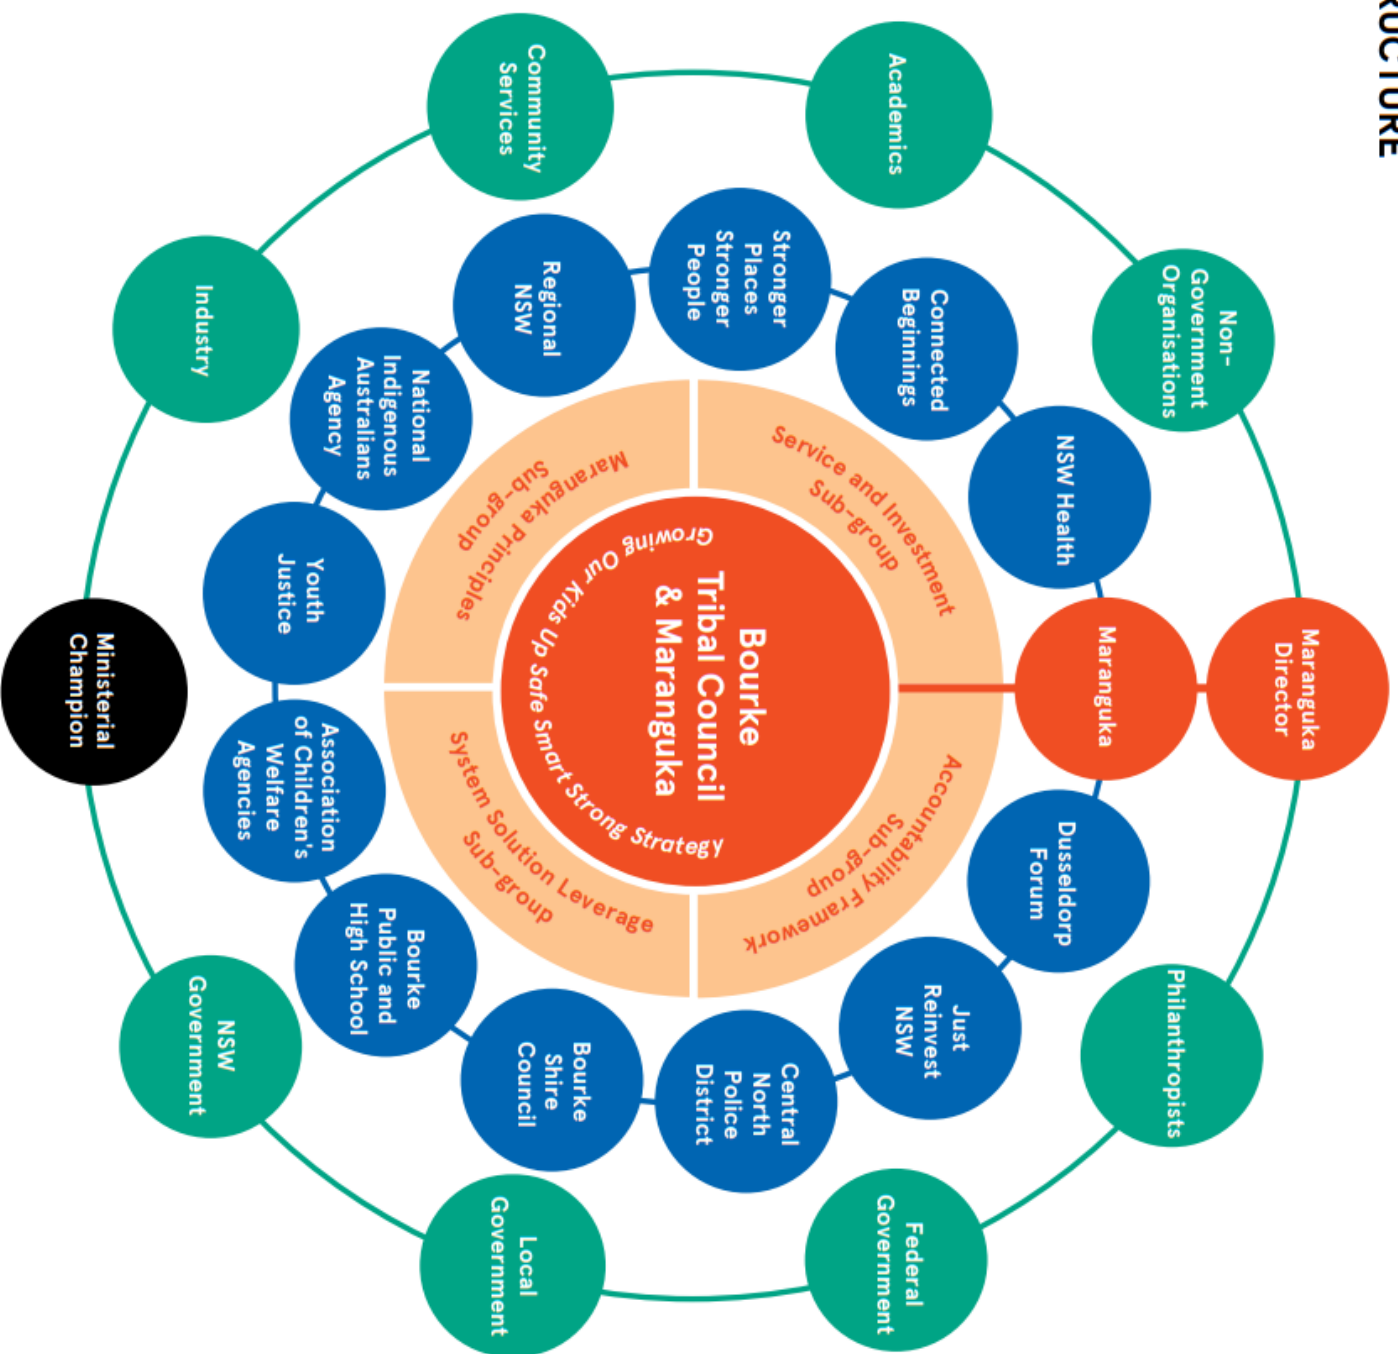 RUCTURE
Maranguka
Director
Maranguka
Philanthropists
Federal
Government
Local
Government
NSW
Government
Ministerial
Champion
Industry
Community
Services
Academics
Non-
Government
Organisations
Dusseldorp
Forum
Just
Reinvest
NSW
Central
North
Police
District
Bourke
Shire
Council
Bourke
Public and
High School
Association
of Children's
Welfare
Agencies
Youth
Justice
National
Indigenous
Australians
Agency
Regional
NSW
Stronger
Places
Stronger
People
Connected
Beginnings
NSW Health
Service and Investment
Sub-group
Accountability Framework
Sub-group
System Solution Leverage
Sub-group
Maranguka Principles
Sub-group
Bourke
Tribal Council
& Maranguka
Growing Our Kids Up Safe Smart Strong Strategy